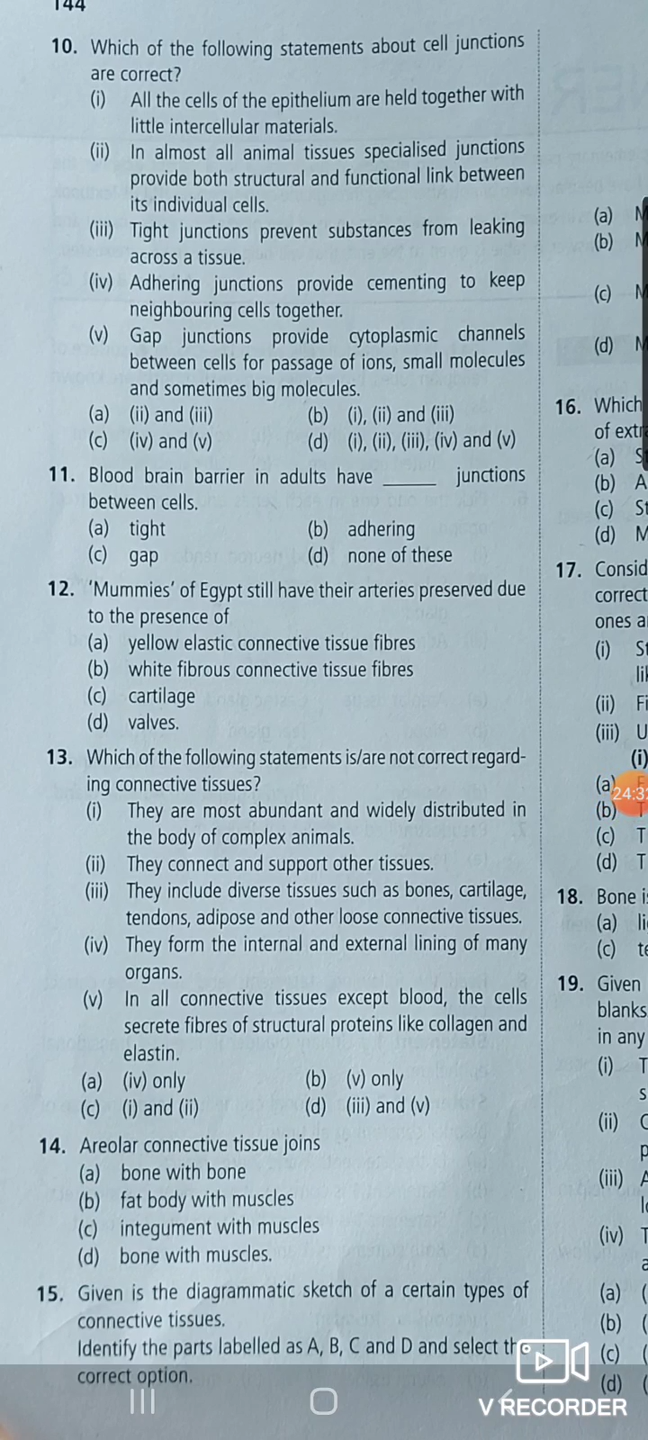 144
10. Which of the following statements about cell junctions
are correct?
(i) All the cells of the epithelium are held together with
little intercellular materials.
(ii) In almost all animal tissues specialised junctions
provide both structural and functional link between
its individual cells.
(iii) Tight junctions prevent substances from leaking
across a tissue.
(iv) Adhering junctions provide cementing to keep
neighbouring cells together.
(v) Gap junctions provide cytoplasmic channels
between cells for passage of ions, small molecules
and sometimes big molecules.
(a) (ii) and (iii) (b) (i), (ii) and (iii)
(c) (iv) and (v) (d) (i), (ii), (iii), (iv) and (v)
11. Blood brain barrier in adults have ______ junctions
between cells.
(a) tight (b) adhering
(c) gap (d) none of these
12. ‘Mummies’ of Egypt still have their arteries preserved due
to the presence of
(a) yellow elastic connective tissue fibres
(b) white fibrous connective tissue fibres
(c) cartilage
(d) valves.
13. Which of the following statements is/are not correct regard-
ing connective tissues?
(i) They are most abundant and widely distributed in
the body of complex animals.
(ii) They connect and support other tissues.
(iii) They include diverse tissues such as bones, cartilage,
tendons, adipose and other loose connective tissues.
(iv) They form the internal and external lining of many
organs.
(v) In all connective tissues except blood, the cells
secrete fibres of structural proteins like collagen and
elastin.
(a) (iv) only (b) (v) only
(c) (i) and (ii) (d) (iii) and (v)
14. Areolar connective tissue joins
(a) bone with bone
(b) fat body with muscles
(c) integument with muscles
(d) bone with muscles.
15. Given is the diagrammatic sketch of a certain types of
connective tissues.
Identify the parts labelled as A, B, C and D and select the
correct option.
(a)
(b)
(c)
(d)
16. Which
of
(a)
(b) A
(c)
(d)
17.
correct
ones
(i)
(ii)
(iii)
(i)
(a)
24:3
(b)
(c)
(d)
18. Bone
(a)
(c)
19. Given
blanks
in any
(i)
(ii)
(iii)
(iv)
(a)
(b)
(c)
(d)
V RECORDER